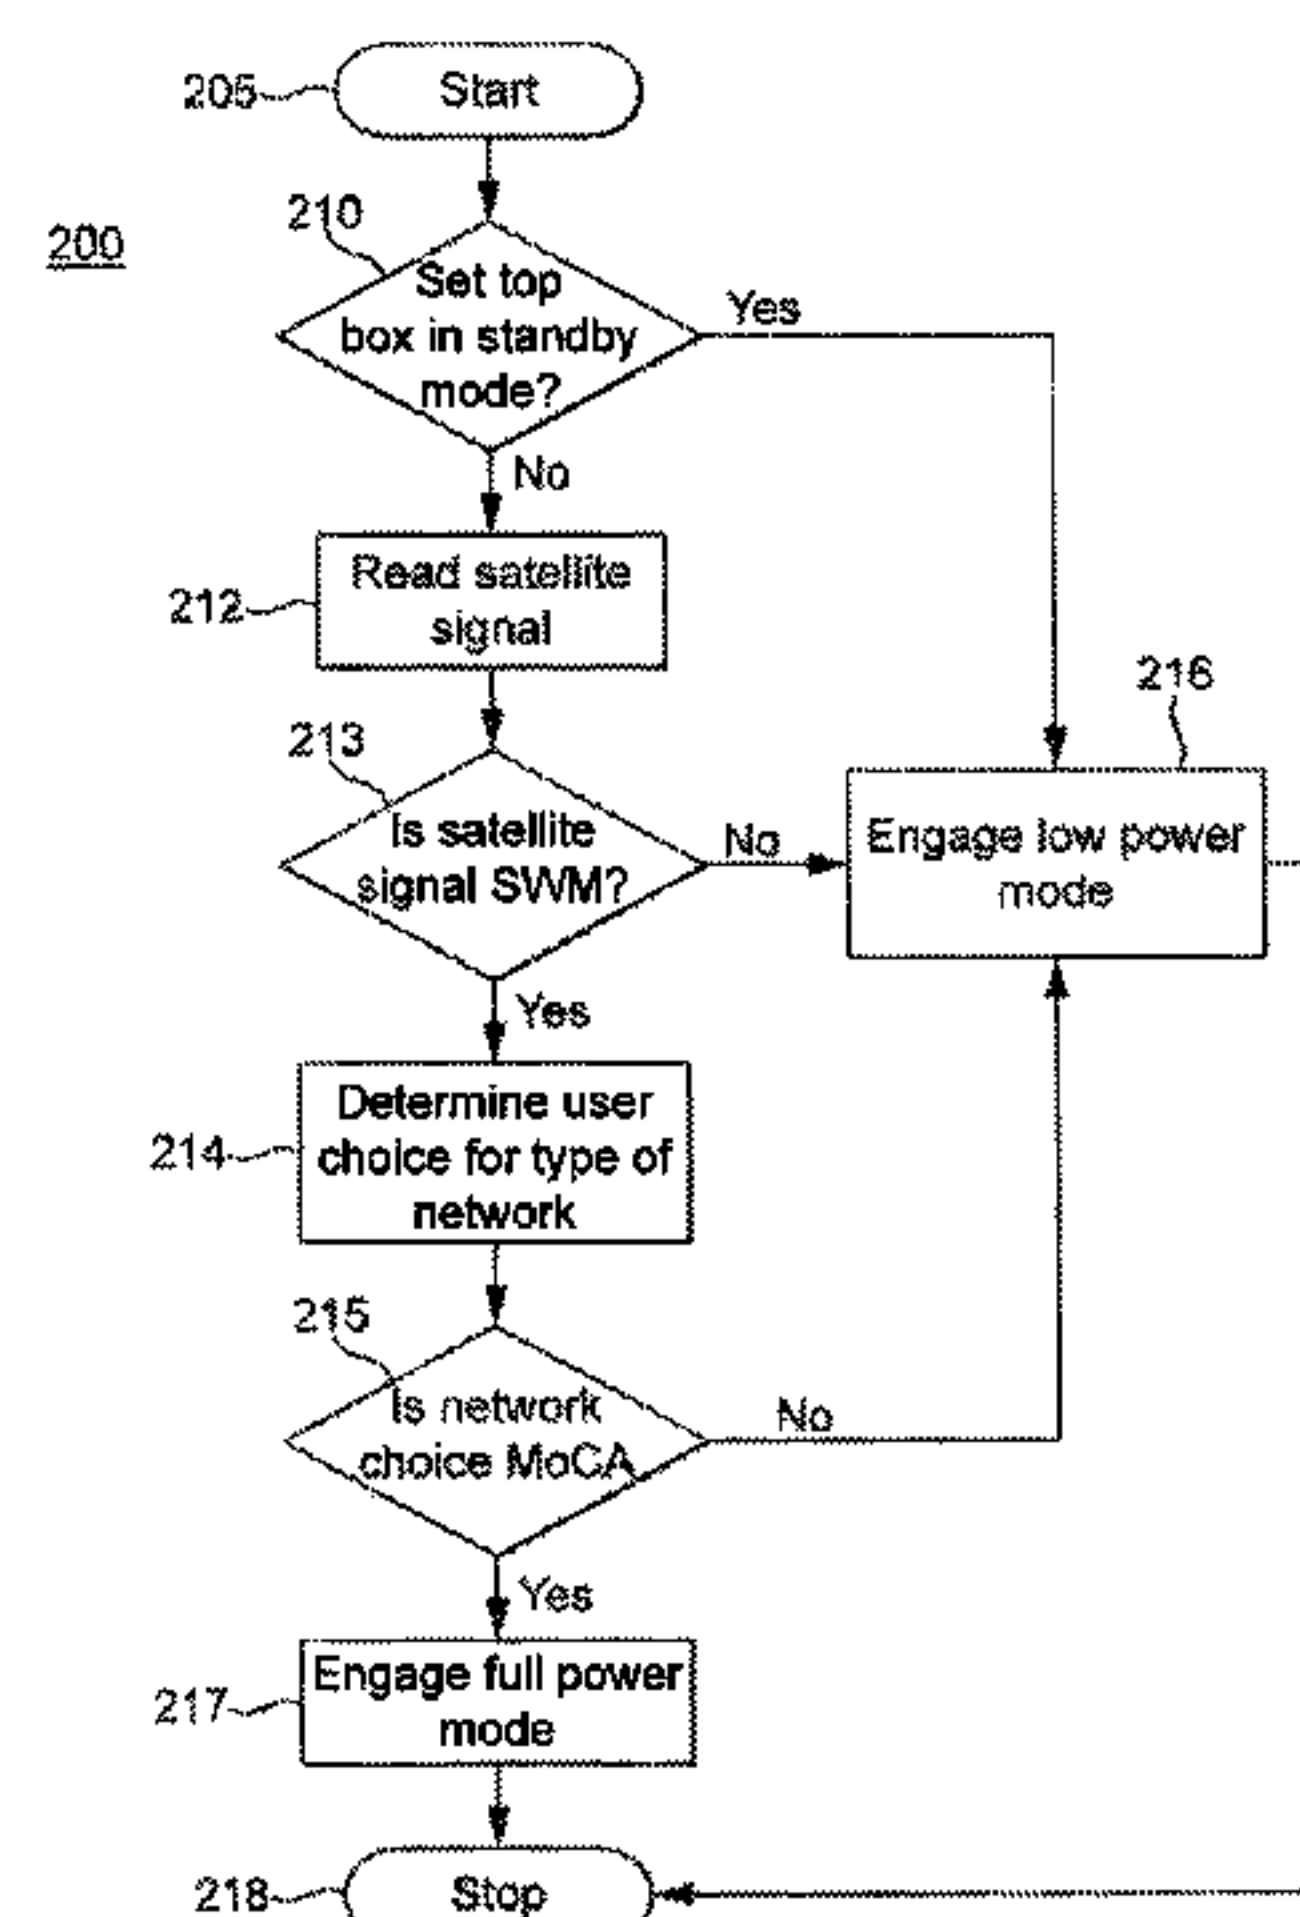 205
Start
210
200
Set top
box in standby
mode?
Yes
No
212
Read satellite
signal
216
213
Is satellite
signal SWM?
No
Engage low power
mode
Yes
214
Determine user
choice for type of
network
215
Is network
choice MoCA
No
Yes
217
Engage full power
mode
218
Stop